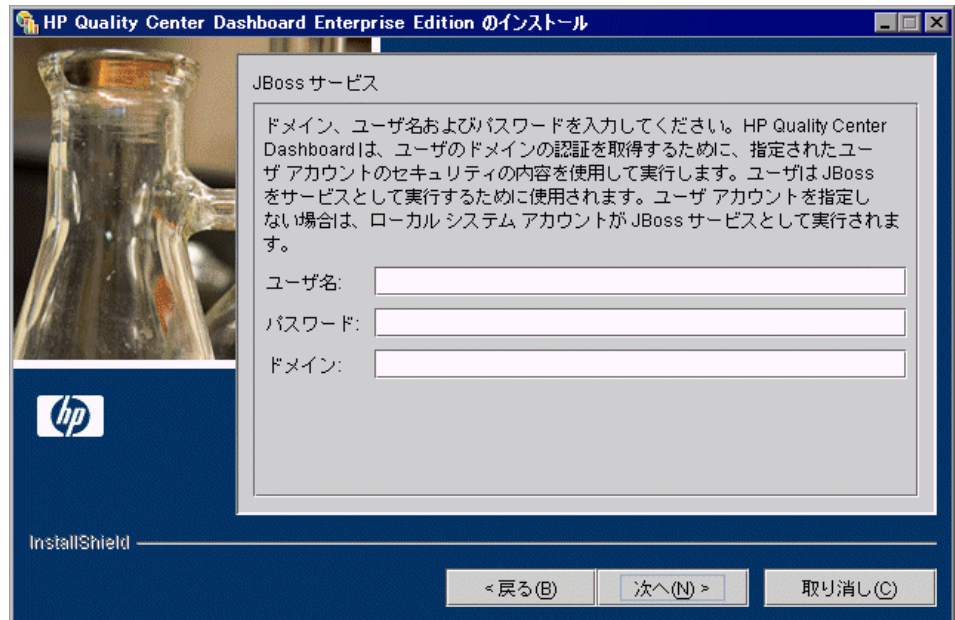 HP Quality Center Dashboard Enterprise Edition のインストール
JBoss サービス
ドメイン、ユーザ名およびパスワードを入力してください。HP Quality Center
Dashboardは、ユーザのドメインの認証を取得するために、指定されたユー
ザ アカウントのセキュリティの内容を使用して実行します。ユーザは JBoss
をサービスとして実行するために使用されます。ユーザ アカウントを指定し
ない場合は、ローカル システム アカウントが JBoss サービスとして実行されま
す。
ユーザ名:
パスワード:
ドメイン:
hp
InstallShield
< 戻る(B)
次へ(N) >
取り消し(C)